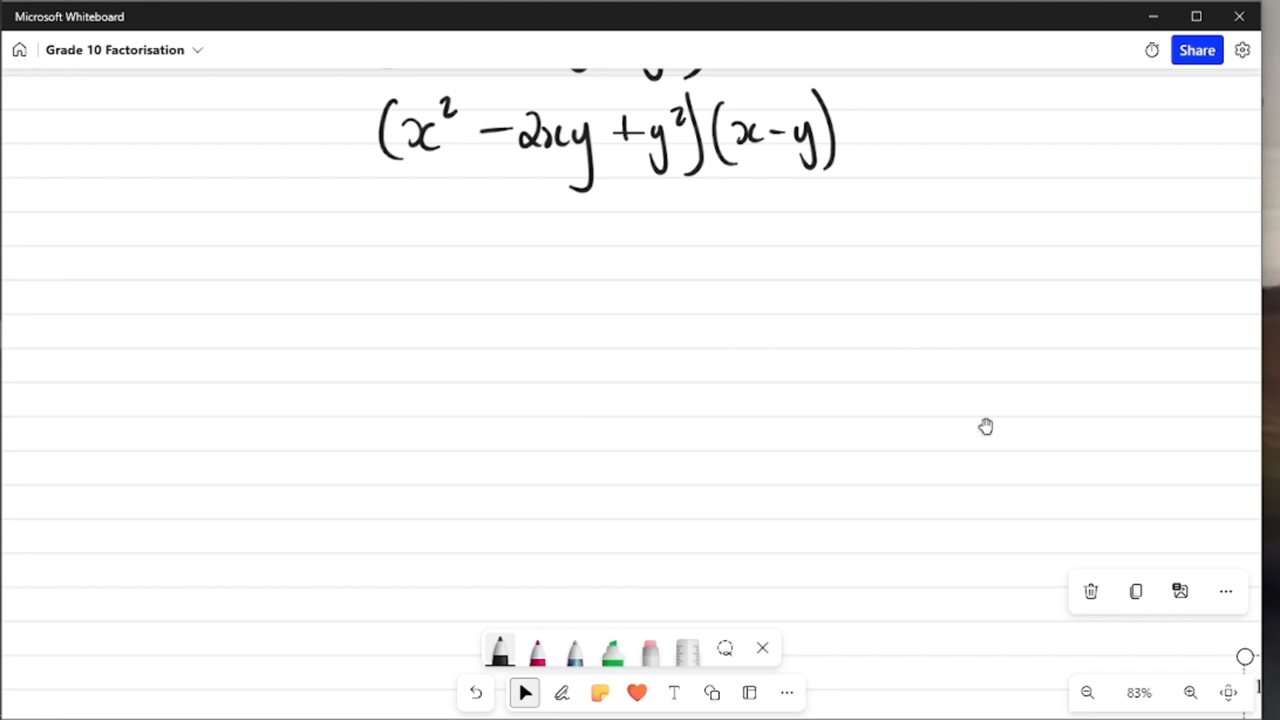 Microsoft Whiteboard
Grade 10 Factorisation
Share
(x² - 2xy + y²)(x - y)
83%